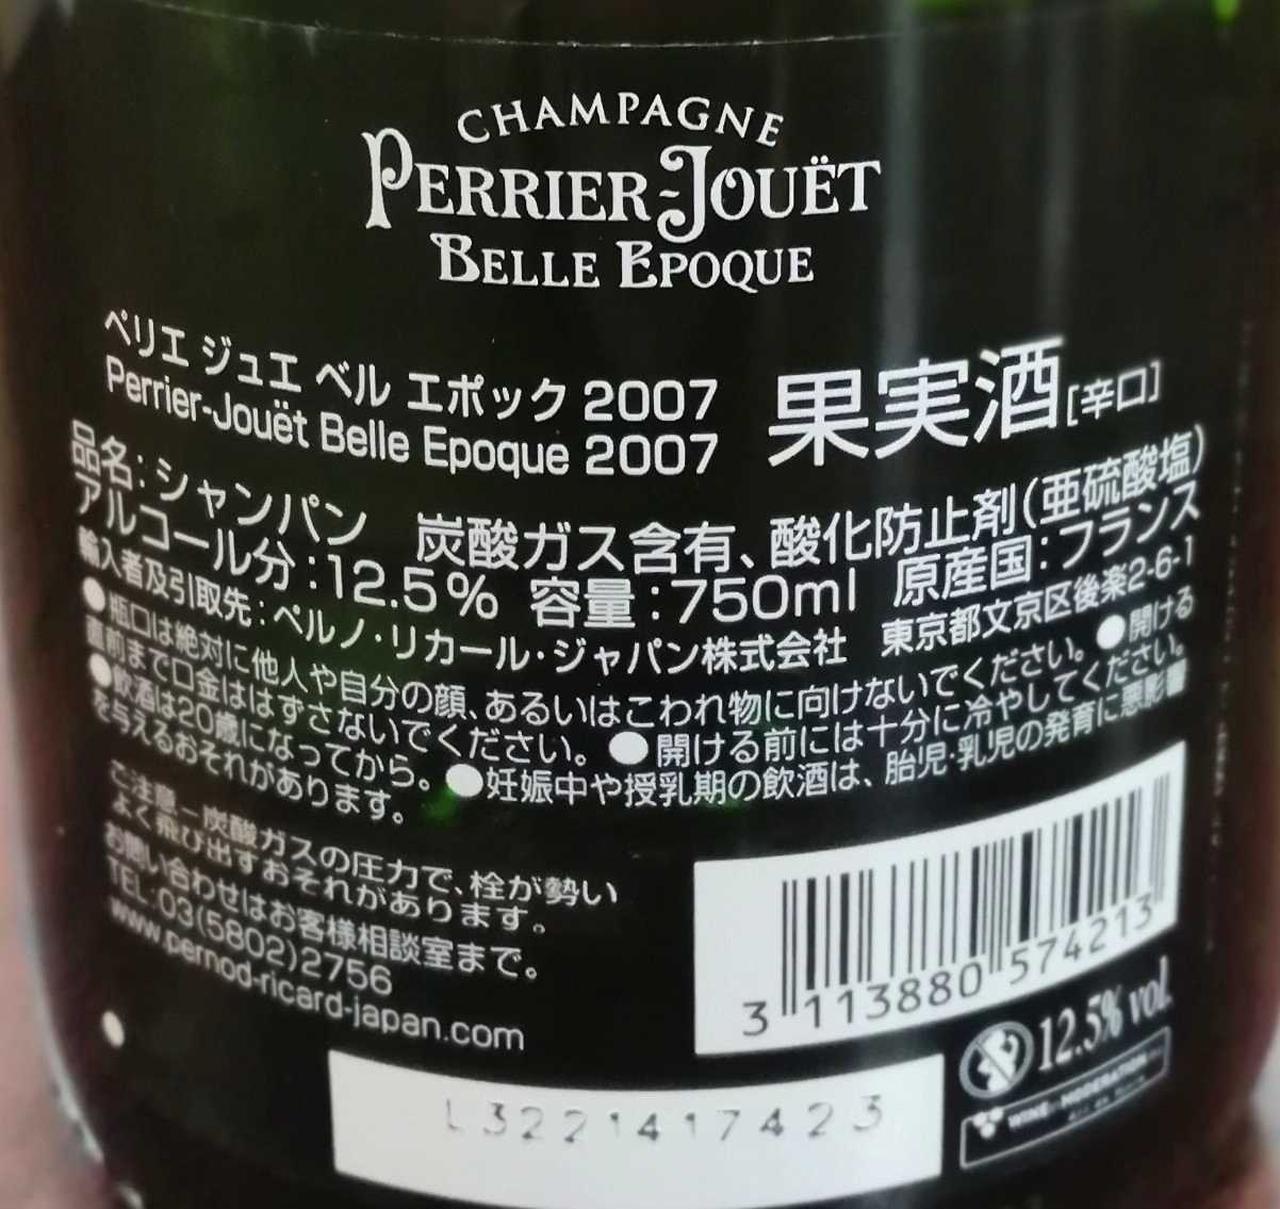 CHAMPAGNE
PERRIER-JOUËT
BELLE EPOQUE
ペリエ ジュエ ベル エポック 2007
Perrier-Jouët Belle Epoque 2007
果実酒[辛口]
品名：シャンパン 炭酸ガス含有、酸化防止剤(亜硫酸塩)
アルコール分：12.5% 容量：750ml 原産国：フランス
輸入者及引取先：ペルノ・リカール・ジャパン株式会社 東京都文京区後楽2-6-1
●瓶口は絶対に他人や自分の顔、あるいはこわれ物に向けないでください。●開ける
直前まで口金ははずさないでください。●開ける前には十分に冷やしてください。
●飲酒は20歳になってから。●妊娠中や授乳期の飲酒は、胎児・乳児の発育に悪影響
を与えるおそれがあります。
ご注意－炭酸ガスの圧力で、栓が勢い
よく飛び出すおそれがあります。
お問い合わせはお客様相談室まで。
TEL:03(5802)2756
www.pernod-ricard-japan.com
3 113880 574213
12.5% vol.
WINE in MODERATION
L3221417423